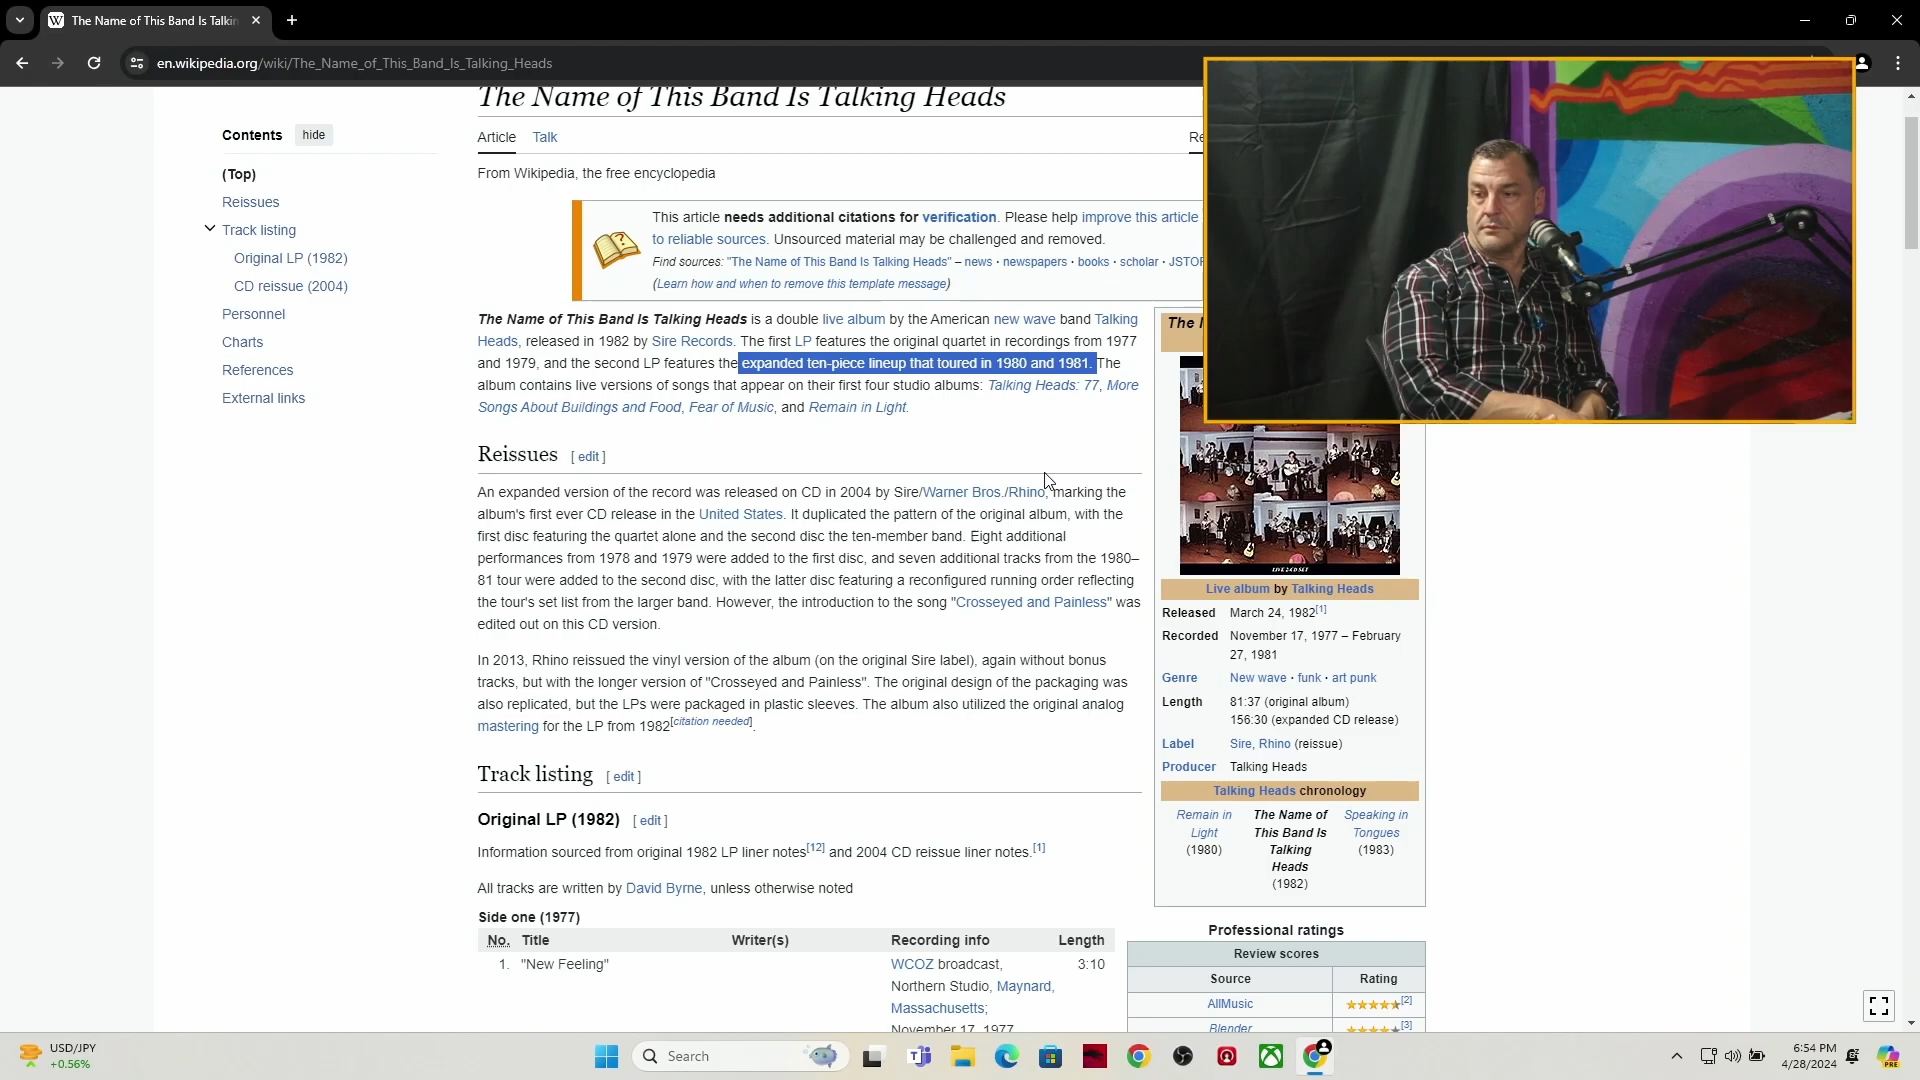 The Name of This Band Is Talkin
en.wikipedia.org/wiki/The_Name_of_This_Band_Is_Talking_Heads
The Name of This Band Is Talking Heads
Contents hide
Article Talk
Re
(Top)
From Wikipedia, the free encyclopedia
Reissues
Track listing
Original LP (1982)
CD reissue (2004)
Personnel
Charts
References
External links
This article needs additional citations for verification. Please help improve this article
to reliable sources. Unsourced material may be challenged and removed.
Find sources: "The Name of This Band Is Talking Heads" – news · newspapers · books · scholar · JSTOR
(Learn how and when to remove this template message)
The Name of This Band Is Talking Heads is a double live album by the American new wave band Talking
Heads, released in 1982 by Sire Records. The first LP features the original quartet in recordings from 1977
and 1979, and the second LP features the expanded ten-piece lineup that toured in 1980 and 1981. The
album contains live versions of songs that appear on their first four studio albums: Talking Heads: 77, More
Songs About Buildings and Food, Fear of Music, and Remain in Light.
Reissues [ edit ]
An expanded version of the record was released on CD in 2004 by Sire/Warner Bros./Rhino, marking the
album's first ever CD release in the United States. It duplicated the pattern of the original album, with the
first disc featuring the quartet alone and the second disc the ten-member band. Eight additional
performances from 1978 and 1979 were added to the first disc, and seven additional tracks from the 1980–
81 tour were added to the second disc, with the latter disc featuring a reconfigured running order reflecting
the tour's set list from the larger band. However, the introduction to the song "Crosseyed and Painless" was
edited out on this CD version.
In 2013, Rhino reissued the vinyl version of the album (on the original Sire label), again without bonus
tracks, but with the longer version of "Crosseyed and Painless". The original design of the packaging was
also replicated, but the LPs were packaged in plastic sleeves. The album also utilized the original analog
mastering for the LP from 1982[citation needed].
Track listing [ edit ]
Original LP (1982) [ edit ]
Information sourced from original 1982 LP liner notes[12] and 2004 CD reissue liner notes.[1]
All tracks are written by David Byrne, unless otherwise noted
Side one (1977)
No. Title Writer(s) Recording info Length
1. "New Feeling" WCOZ broadcast, 3:10
Northern Studio, Maynard,
Massachusetts;
November 17, 1977
The
LIVE 2-CD SET
Live album by Talking Heads
Released March 24, 1982[1]
Recorded November 17, 1977 – February
27, 1981
Genre New wave · funk · art punk
Length 81:37 (original album)
156:30 (expanded CD release)
Label Sire, Rhino (reissue)
Producer Talking Heads
Talking Heads chronology
Remain in The Name of Speaking in
Light This Band Is Tongues
(1980) Talking (1983)
Heads
(1982)
Professional ratings
Review scores
Source Rating
AllMusic ★★★★★[2]
Blender ★★★★★[3]
USD/JPY
+0.56%
Search
6:54 PM
4/28/2024
PRE